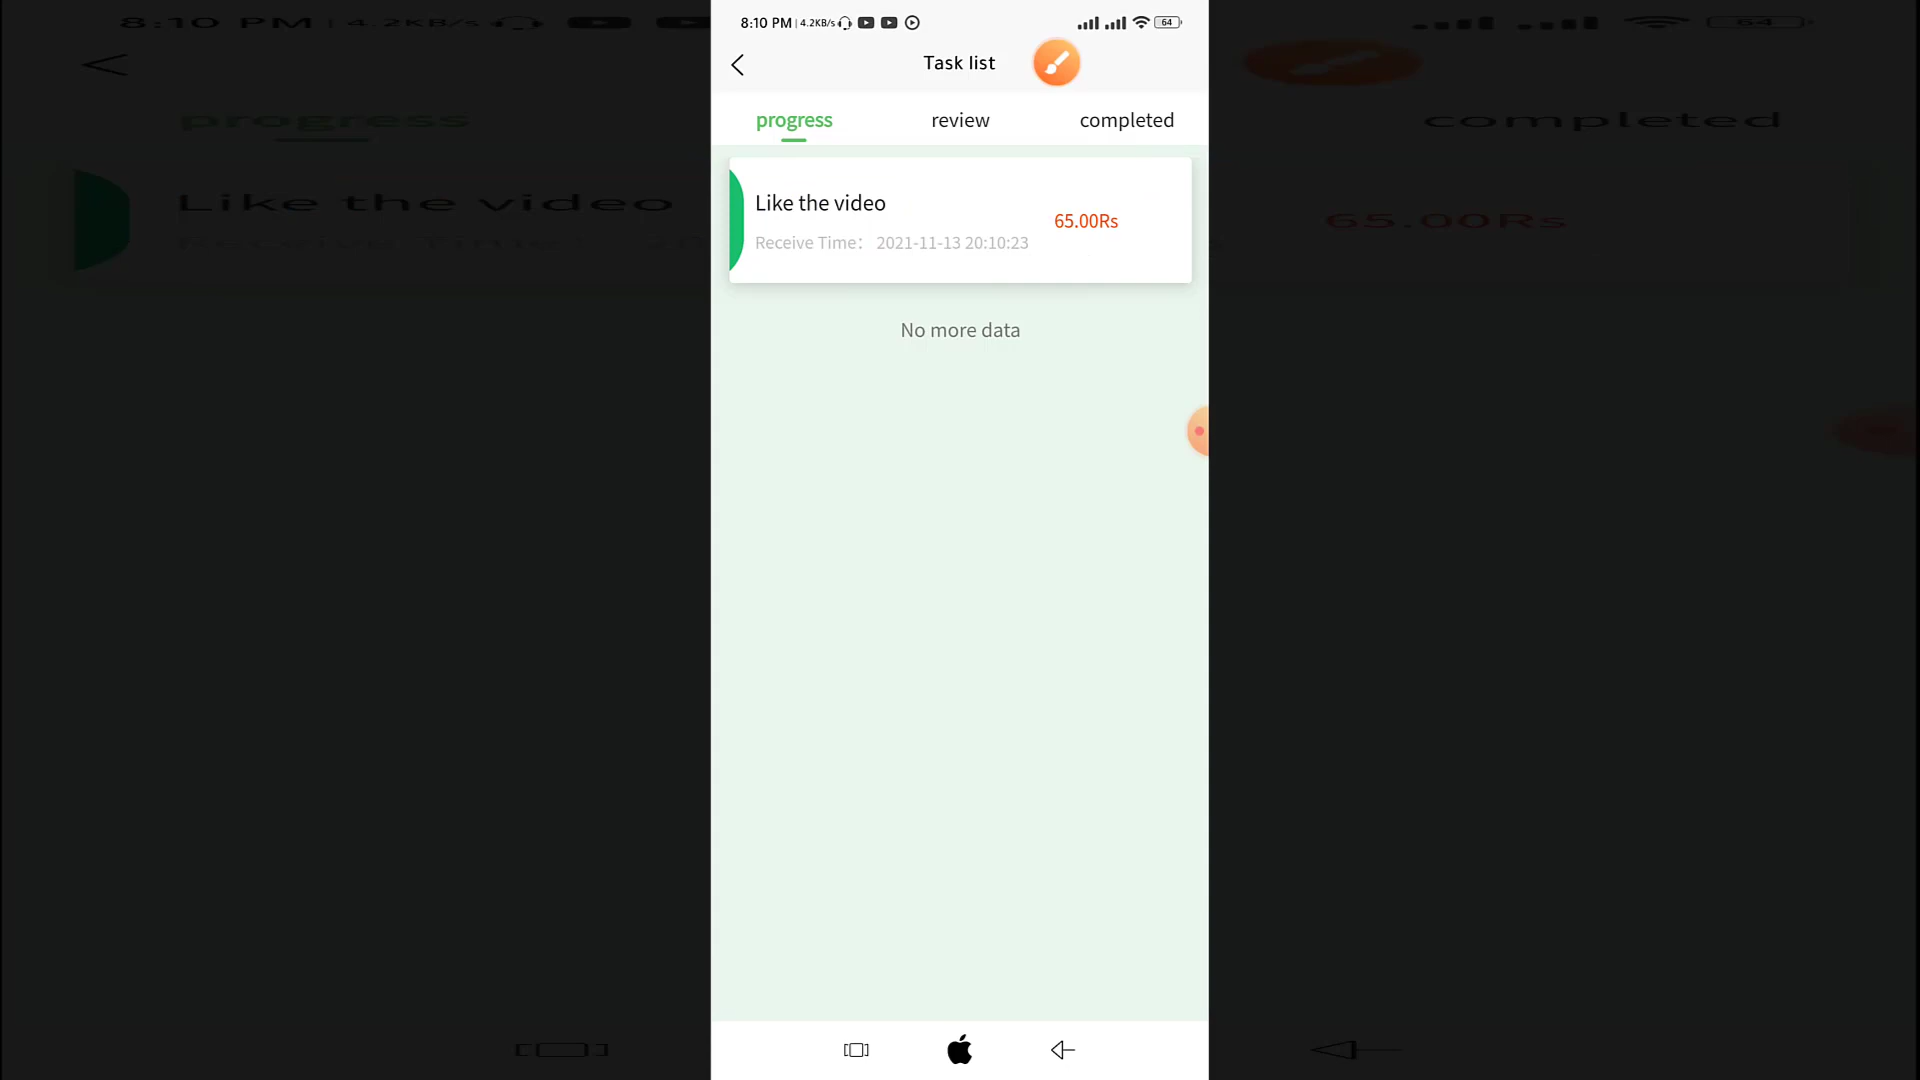 8:10 PM | 4.2KB/s 64
Task list
progress review completed
Like the video
65.00Rs
Receive Time： 2021-11-13 20:10:23
No more data